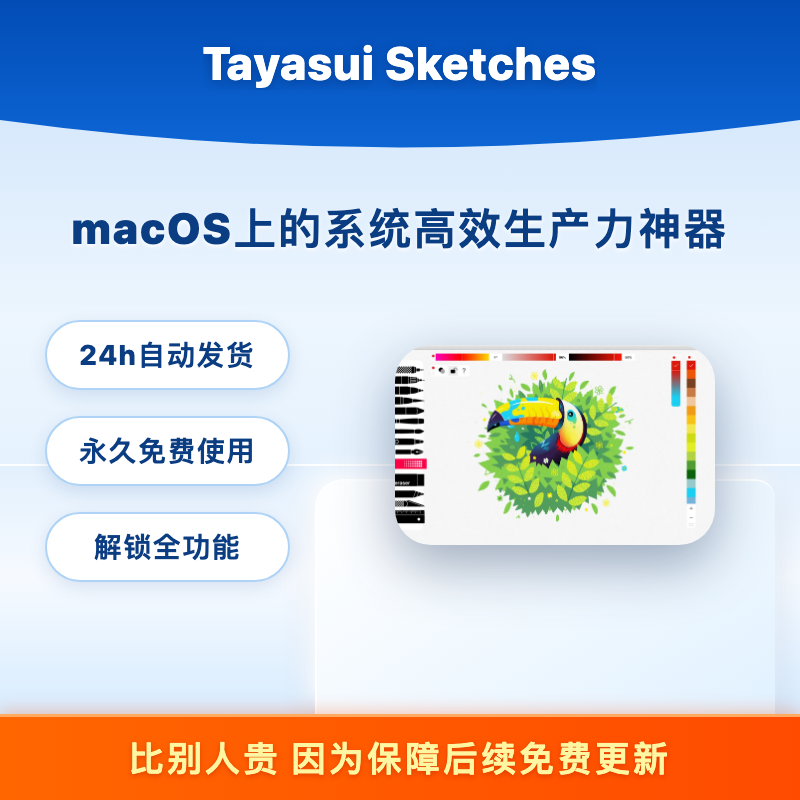 Tayasui Sketches
macOS上的系统高效生产力神器
24h自动发货
永久免费使用
解锁全功能
比别人贵 因为保障后续免费更新